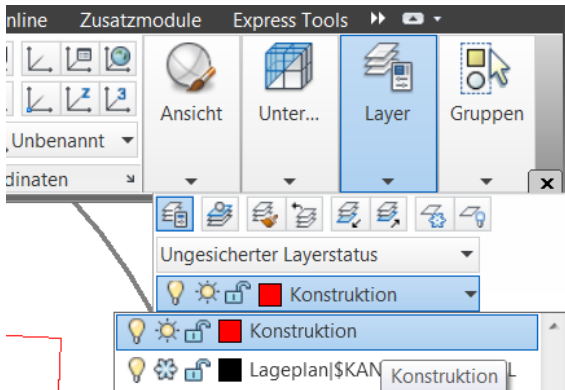 nline Zusatzmodule Express Tools
Ansicht Unter... Layer Gruppen
Unbenannt
dinaten
Ungesicherter Layerstatus
Konstruktion
Konstruktion
Lageplan|$KAN
Konstruktion